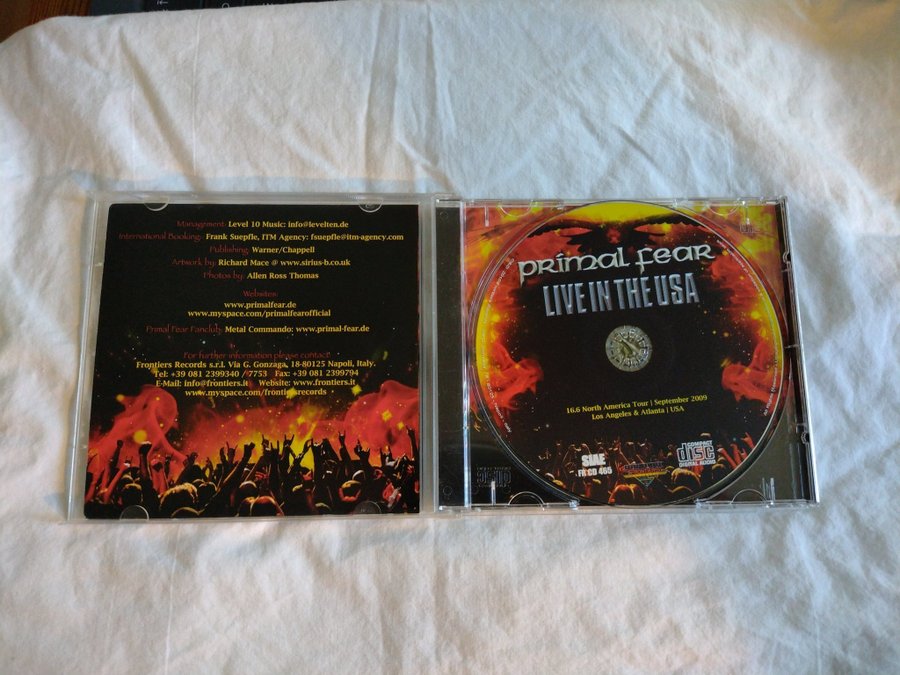 Management: Level 10 Music: info@levelten.de
International Booking: Frank Suepfle, ITM Agency: fsuepfle@itm-agency.com
Publishing: Warner/Chappell
Artwork by: Richard Mace @ www.sirius-b.co.uk
Photos by: Allen Ross Thomas
Websites:
www.primalfear.de
www.myspace.com/primalfearofficial
Primal Fear Fanclub: Metal Commando: www.primal-fear.de
For further information please contact:
Frontiers Records s.r.l. Via G. Gonzaga, 18-80125 Napoli, Italy.
Tel: +39 081 2399340 / 7753 Fax: +39 081 2399794
E-Mail: info@frontiers.it Website: www.frontiers.it
www.myspace.com/frontiersrecords
PRIMAL FEAR
LIVE IN THE USA
16.6 North America Tour | September 2009
Los Angeles & Atlanta | USA
SIAE
FR CD 465
COMPACT
disc
DIGITAL AUDIO